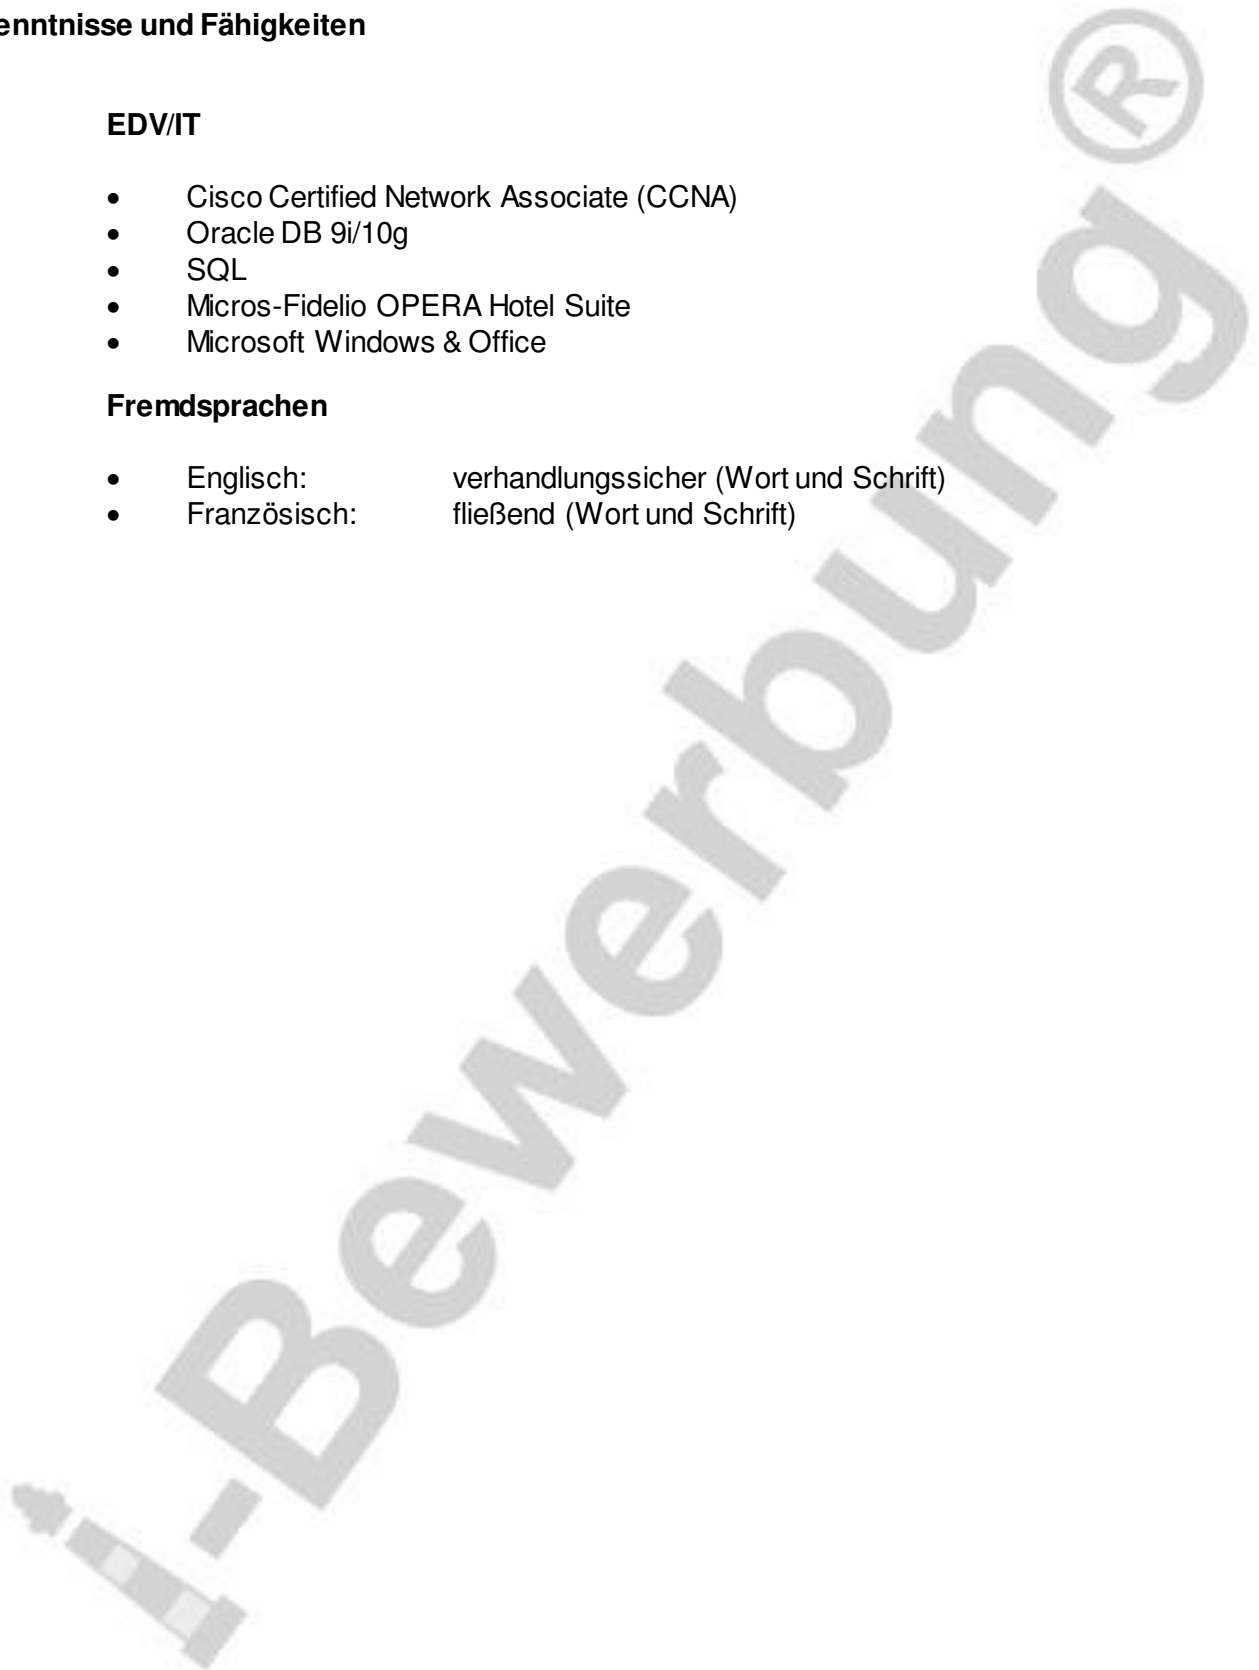 enntnisse und Fähigkeiten
EDV/IT
• Cisco Certified Network Associate (CCNA)
• Oracle DB 9i/10g
• SQL
• Micros-Fidelio OPERA Hotel Suite
• Microsoft Windows & Office
Fremdsprachen
• Englisch: verhandlungssicher (Wort und Schrift)
• Französisch: fließend (Wort und Schrift)
1-Bewerbung®